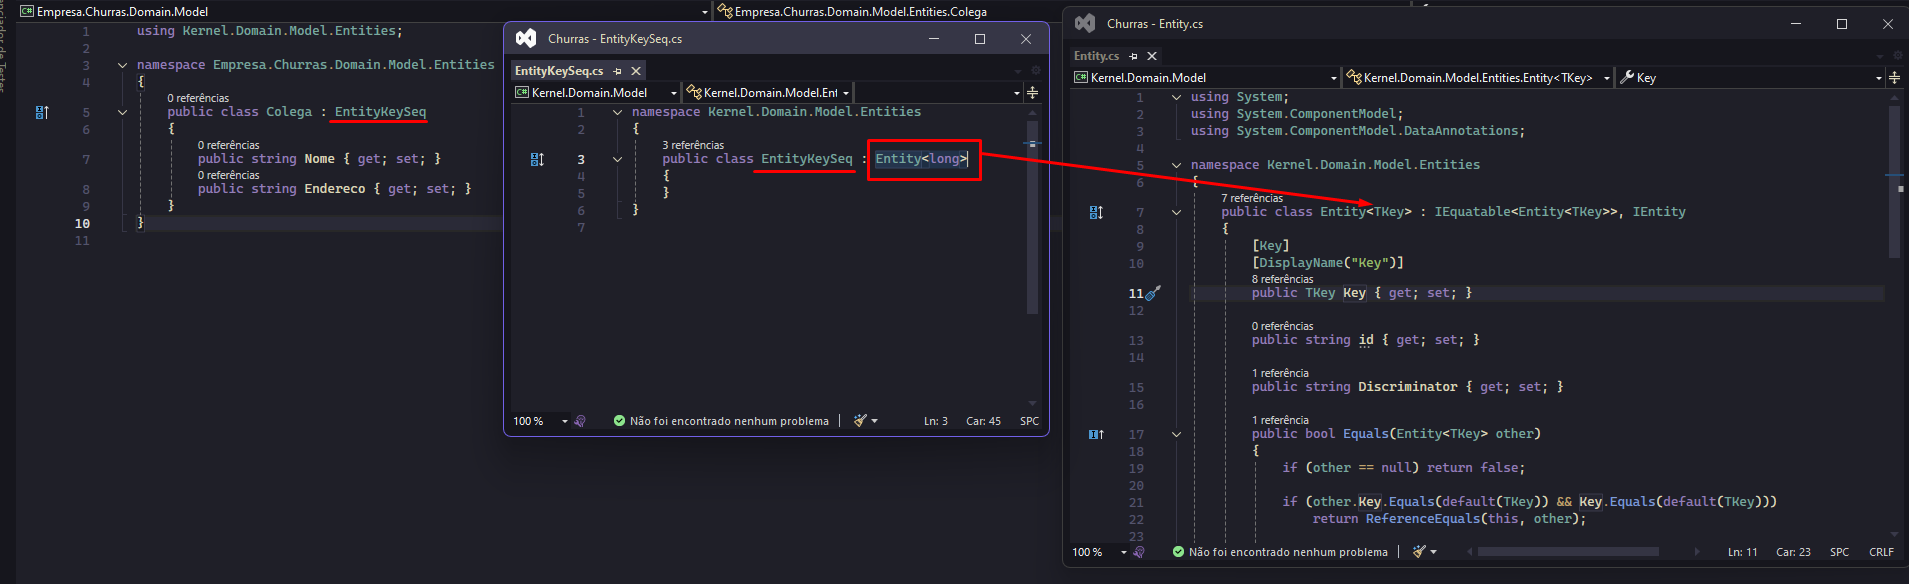 Empresa.Churras.Domain.Model
Empresa.Churras.Domain.Model.Entities.Colega
1 using Kernel.Domain.Model.Entities;
2
3 namespace Empresa.Churras.Domain.Model.Entities
4 {
0 referências
5 public class Colega : EntityKeySeq
6 {
0 referências
7 public string Nome { get; set; }
0 referências
8 public string Endereco { get; set; }
9 }
10 }
11
Churras - EntityKeySeq.cs
EntityKeySeq.cs
Kernel.Domain.Model
Kernel.Domain.Model.Ent
1 namespace Kernel.Domain.Model.Entities
2 {
3 referências
3 public class EntityKeySeq : Entity<long>
4 {
5 }
6 }
7
100 %
Não foi encontrado nenhum problema
Ln: 3 Car: 45 SPC
Churras - Entity.cs
Entity.cs
Kernel.Domain.Model
Kernel.Domain.Model.Entities.Entity<TKey>
Key
1 using System;
2 using System.ComponentModel;
3 using System.ComponentModel.DataAnnotations;
4
5 namespace Kernel.Domain.Model.Entities
6 {
7 referências
7 public class Entity<TKey> : IEquatable<Entity<TKey>>, IEntity
8 {
9 [Key]
10 [DisplayName("Key")]
8 referências
11 public TKey Key { get; set; }
12
0 referências
13 public string id { get; set; }
14
1 referência
15 public string Discriminator { get; set; }
16
1 referência
17 public bool Equals(Entity<TKey> other)
18 {
19 if (other == null) return false;
20
21 if (other.Key.Equals(default(TKey)) && Key.Equals(default(TKey)))
22 return ReferenceEquals(this, other);
23
100 %
Não foi encontrado nenhum problema
Ln: 11 Car: 23 SPC CRLF